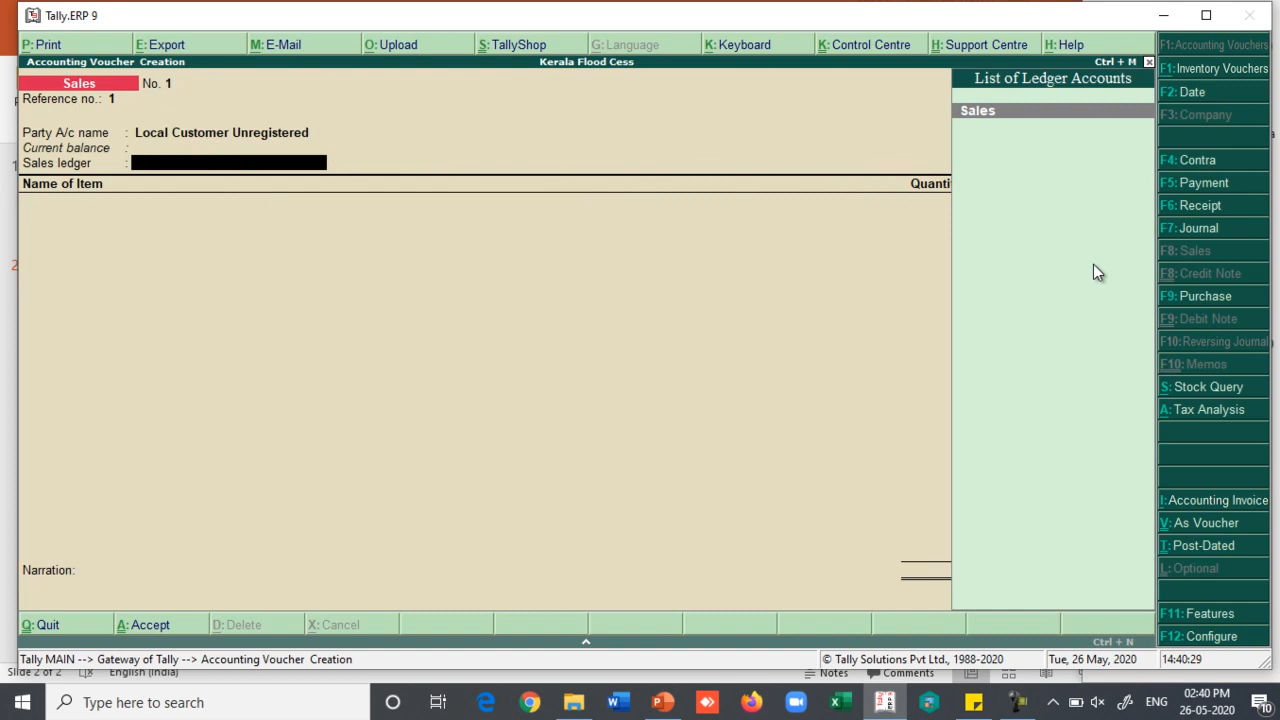 Tally.ERP 9
P: Print E: Export M: E-Mail O: Upload S: TallyShop G: Language K: Keyboard K: Control Centre H: Support Centre H: Help
Accounting Voucher Creation Kerala Flood Cess Ctrl + M
Sales No. 1
Reference no.: 1
Party A/c name : Local Customer Unregistered
Current balance :
Sales ledger :
Name of Item Quanti
List of Ledger Accounts
Sales
F1: Accounting Vouchers
F1: Inventory Vouchers
F2: Date
F3: Company
F4: Contra
F5: Payment
F6: Receipt
F7: Journal
F8: Sales
F8: Credit Note
F9: Purchase
F9: Debit Note
F10: Reversing Journal
F10: Memos
S: Stock Query
A: Tax Analysis
I: Accounting Invoice
V: As Voucher
T: Post-Dated
L: Optional
F11: Features
F12: Configure
Narration:
Q: Quit A: Accept D: Delete X: Cancel
Ctrl + N
Tally MAIN --> Gateway of Tally --> Accounting Voucher Creation © Tally Solutions Pvt Ltd., 1988-2020 Tue, 26 May, 2020 14:40:29
Slide 2 of 2 English (India) Notes Comments
Type here to search ENG 02:40 PM
26-05-2020 10